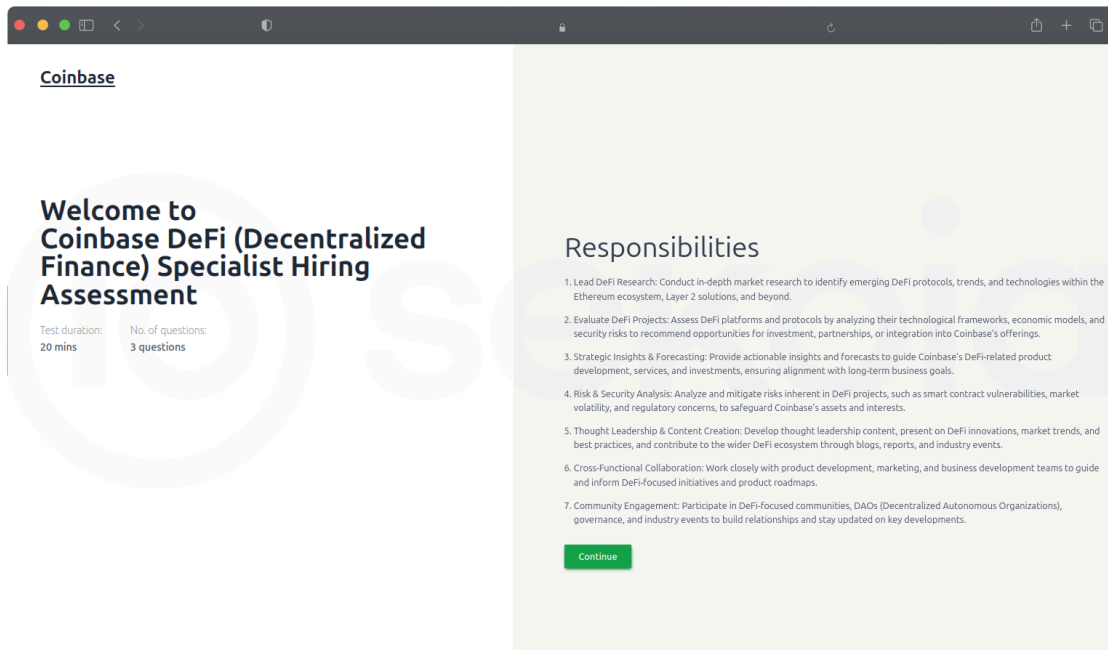 Coinbase
Welcome to
Coinbase DeFi (Decentralized
Finance) Specialist Hiring
Assessment
Test duration:
20 mins
No. of questions:
3 questions
Responsibilities
1. Lead DeFi Research: Conduct in-depth market research to identify emerging DeFi protocols, trends, and technologies within the
Ethereum ecosystem, Layer 2 solutions, and beyond.
2. Evaluate DeFi Projects: Assess DeFi platforms and protocols by analyzing their technological frameworks, economic models, and
security risks to recommend opportunities for investment, partnerships, or integration into Coinbase's offerings.
3. Strategic Insights & Forecasting: Provide actionable insights and forecasts to guide Coinbase's DeFi-related product
development, services, and investments, ensuring alignment with long-term business goals.
4. Risk & Security Analysis: Analyze and mitigate risks inherent in DeFi projects, such as smart contract vulnerabilities, market
volatility, and regulatory concerns, to safeguard Coinbase's assets and interests.
5. Thought Leadership & Content Creation: Develop thought leadership content, present on DeFi innovations, market trends, and
best practices, and contribute to the wider DeFi ecosystem through blogs, reports, and industry events.
6. Cross-Functional Collaboration: Work closely with product development, marketing, and business development teams to guide
and inform DeFi-focused initiatives and product roadmaps.
7. Community Engagement: Participate in DeFi-focused communities, DAOs (Decentralized Autonomous Organizations),
governance, and industry events to build relationships and stay updated on key developments.
Continue
sekoia